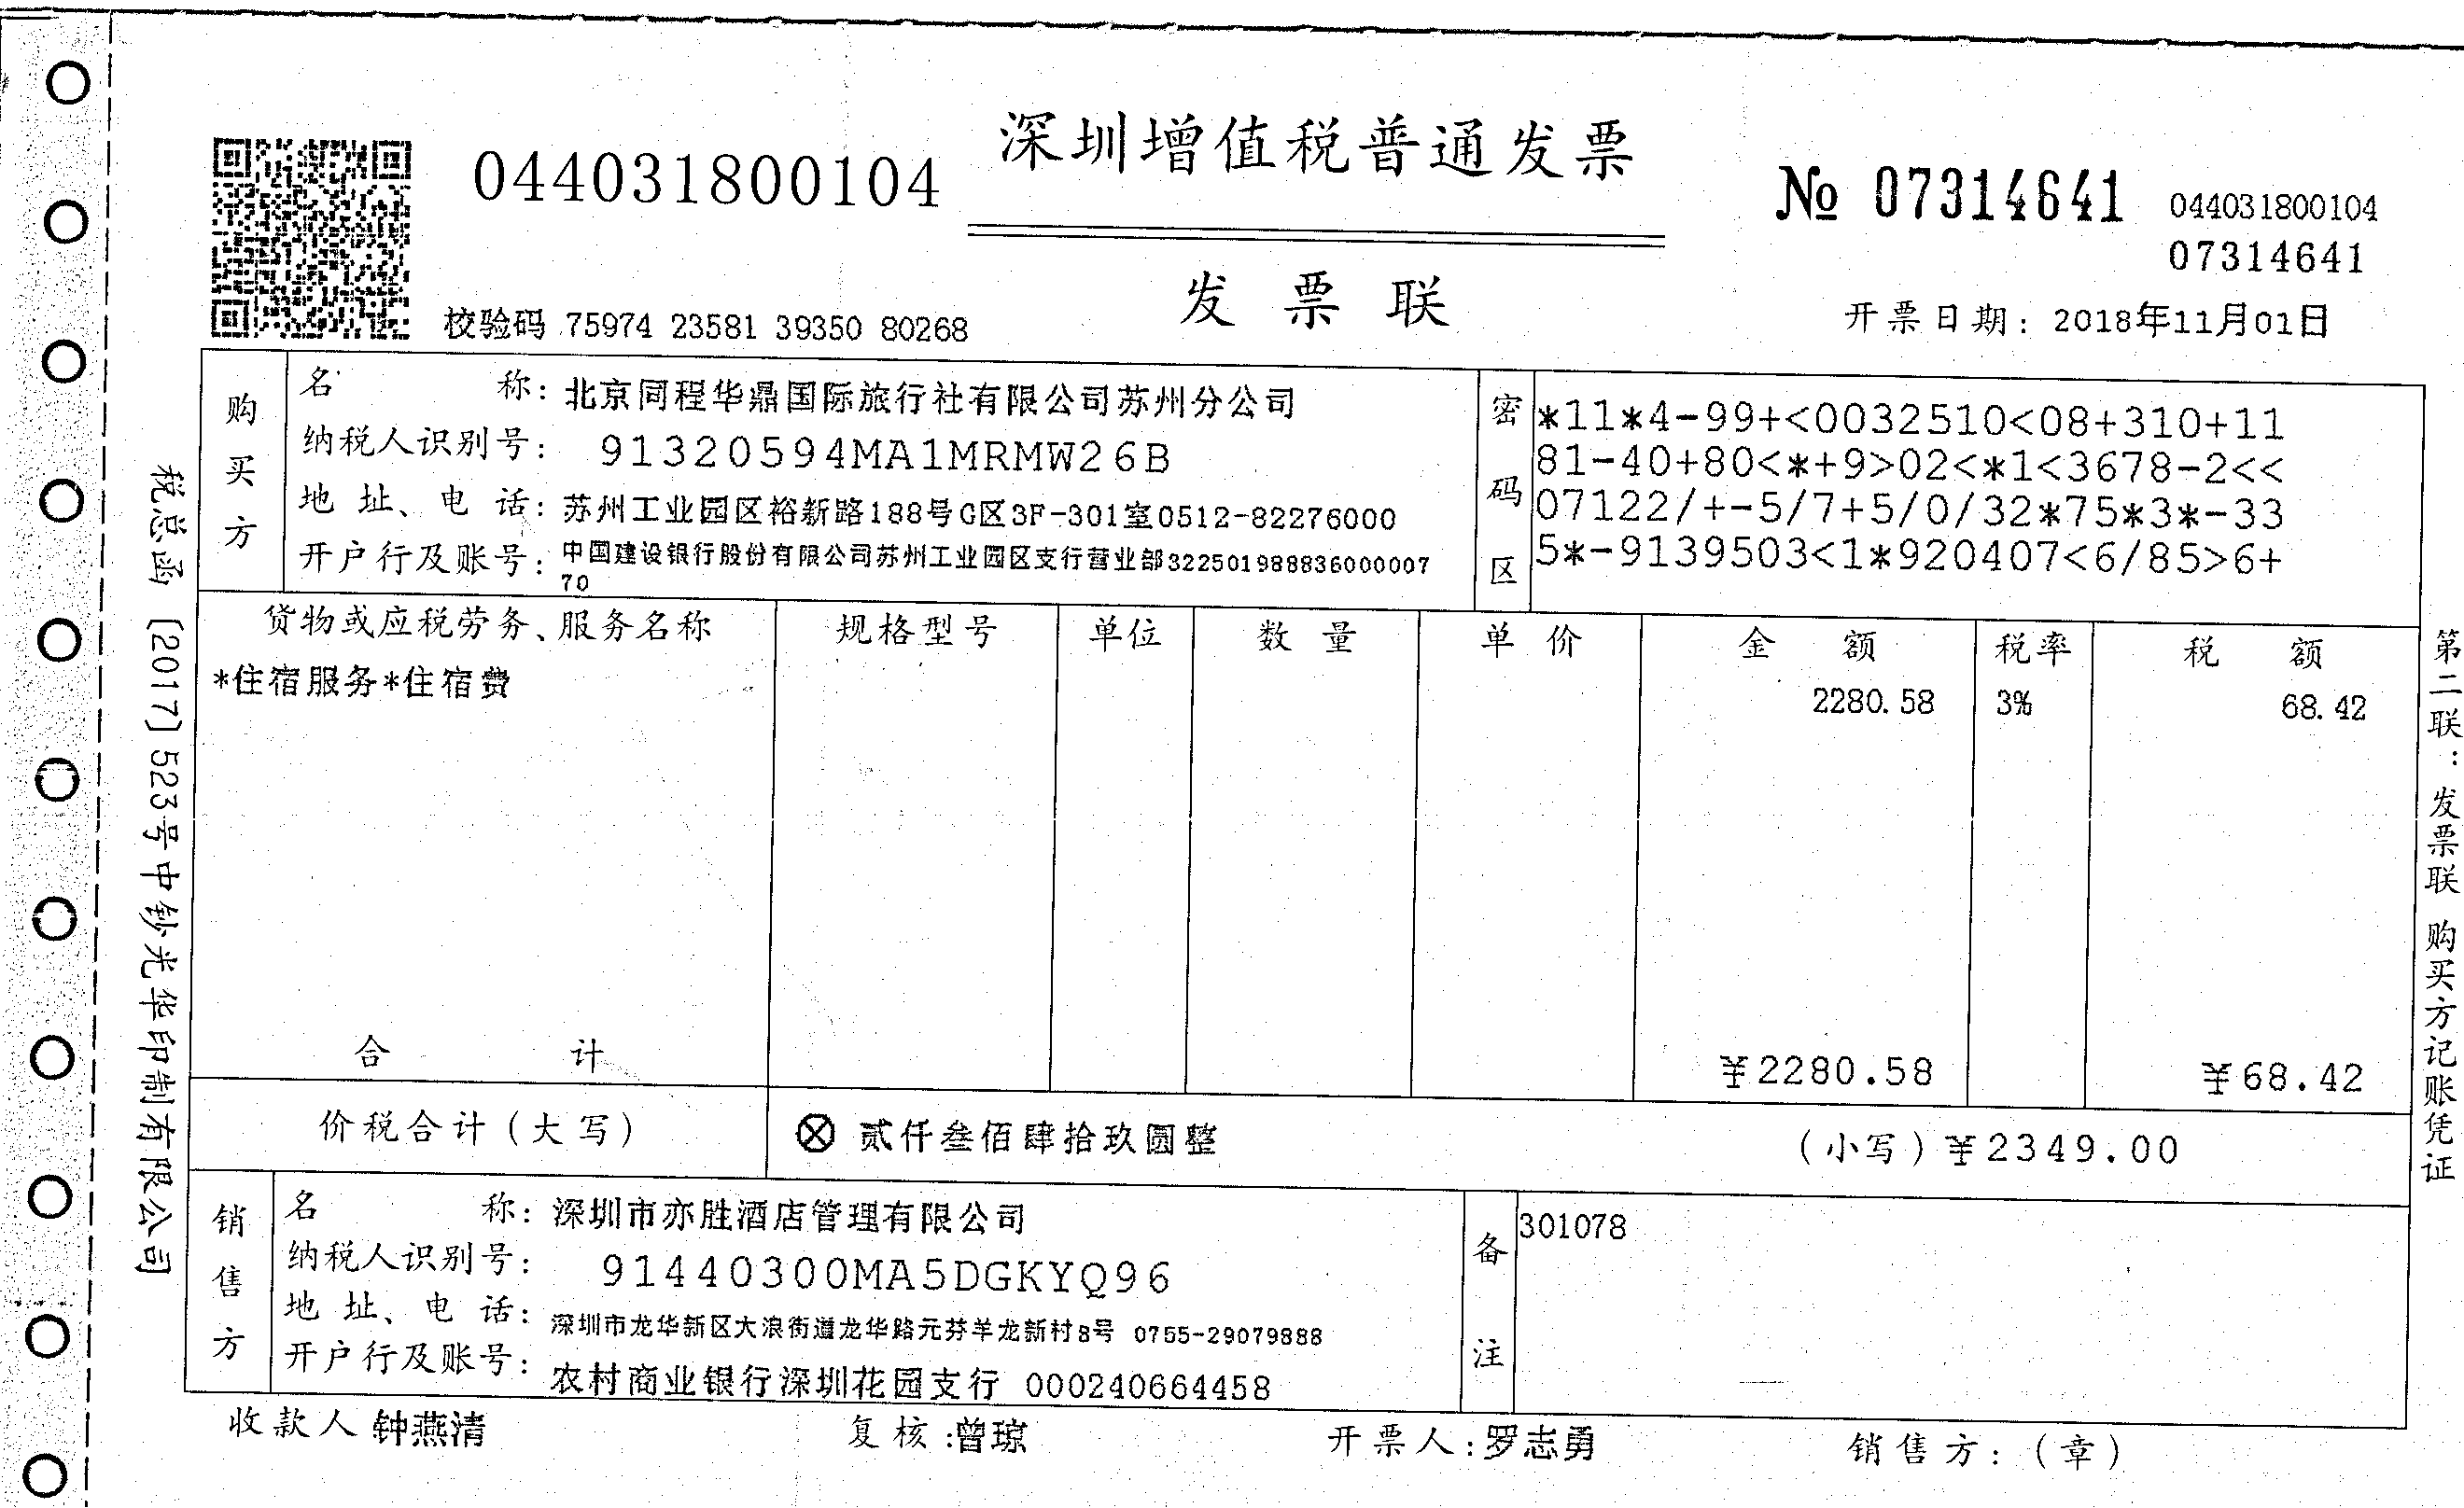 深圳增值税普通发票
044031800104
№ 07314641
044031800104
07314641
发票联
校验码 75974 23581 39350 80268
开票日期: 2018年11月01日
购买方
名称: 北京同程华鼎国际旅行社有限公司苏州分公司
纳税人识别号: 91320594MA1MRMW26B
地址、电话: 苏州工业园区裕新路188号C区3F-301室0512-82276000
开户行及账号: 中国建设银行股份有限公司苏州工业园区支行营业部3225019888360000007
70
密码区
*11*4-99+<0032510<08+310+11
81-40+80<*+9>02<*1<3678-2<<
07122/+-5/7+5/0/32*75*3*-33
5*-9139503<1*920407<6/85>6+
货物或应税劳务、服务名称 规格型号 单位 数量 单价 金额 税率 税额
*住宿服务*住宿费 2280.58 3% 68.42
合计 ¥2280.58 ¥68.42
价税合计(大写) ⊗ 贰仟叁佰肆拾玖圆整 (小写)¥2349.00
销售方
名称: 深圳市亦胜酒店管理有限公司
纳税人识别号: 91440300MA5DGKYQ96
地址、电话: 深圳市龙华新区大浪街道龙华路元芬羊龙新村8号 0755-29079888
开户行及账号: 农村商业银行深圳花园支行 000240664458
备注
301078
收款人 钟燕清 复核:曾琼 开票人:罗志勇 销售方:(章)
税总函〔2017〕523号中钞光华印制有限公司
第二联:发票联 购买方记账凭证